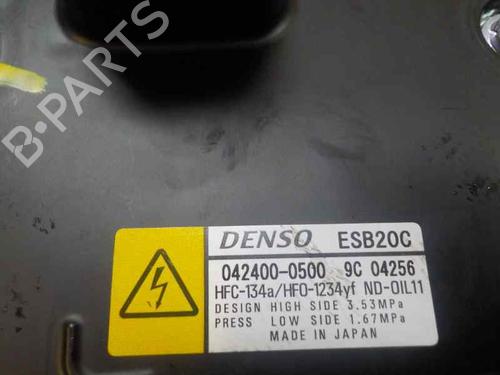 B-PARTS
DENSO ESB20C
042400-0500 9C 04256
HFC-134a/HFO-1234yf ND-OIL11
DESIGN HIGH SIDE 3.53MPa
PRESS LOW SIDE 1.67MPa
MADE IN JAPAN